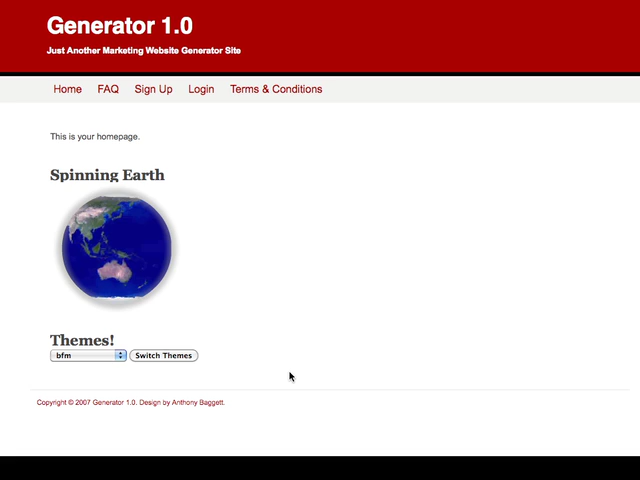 Generator 1.0
Just Another Marketing Website Generator Site
Home FAQ Sign Up Login Terms & Conditions
This is your homepage.
Spinning Earth
Themes!
bfm Switch Themes
Copyright © 2007 Generator 1.0. Design by Anthony Baggett.